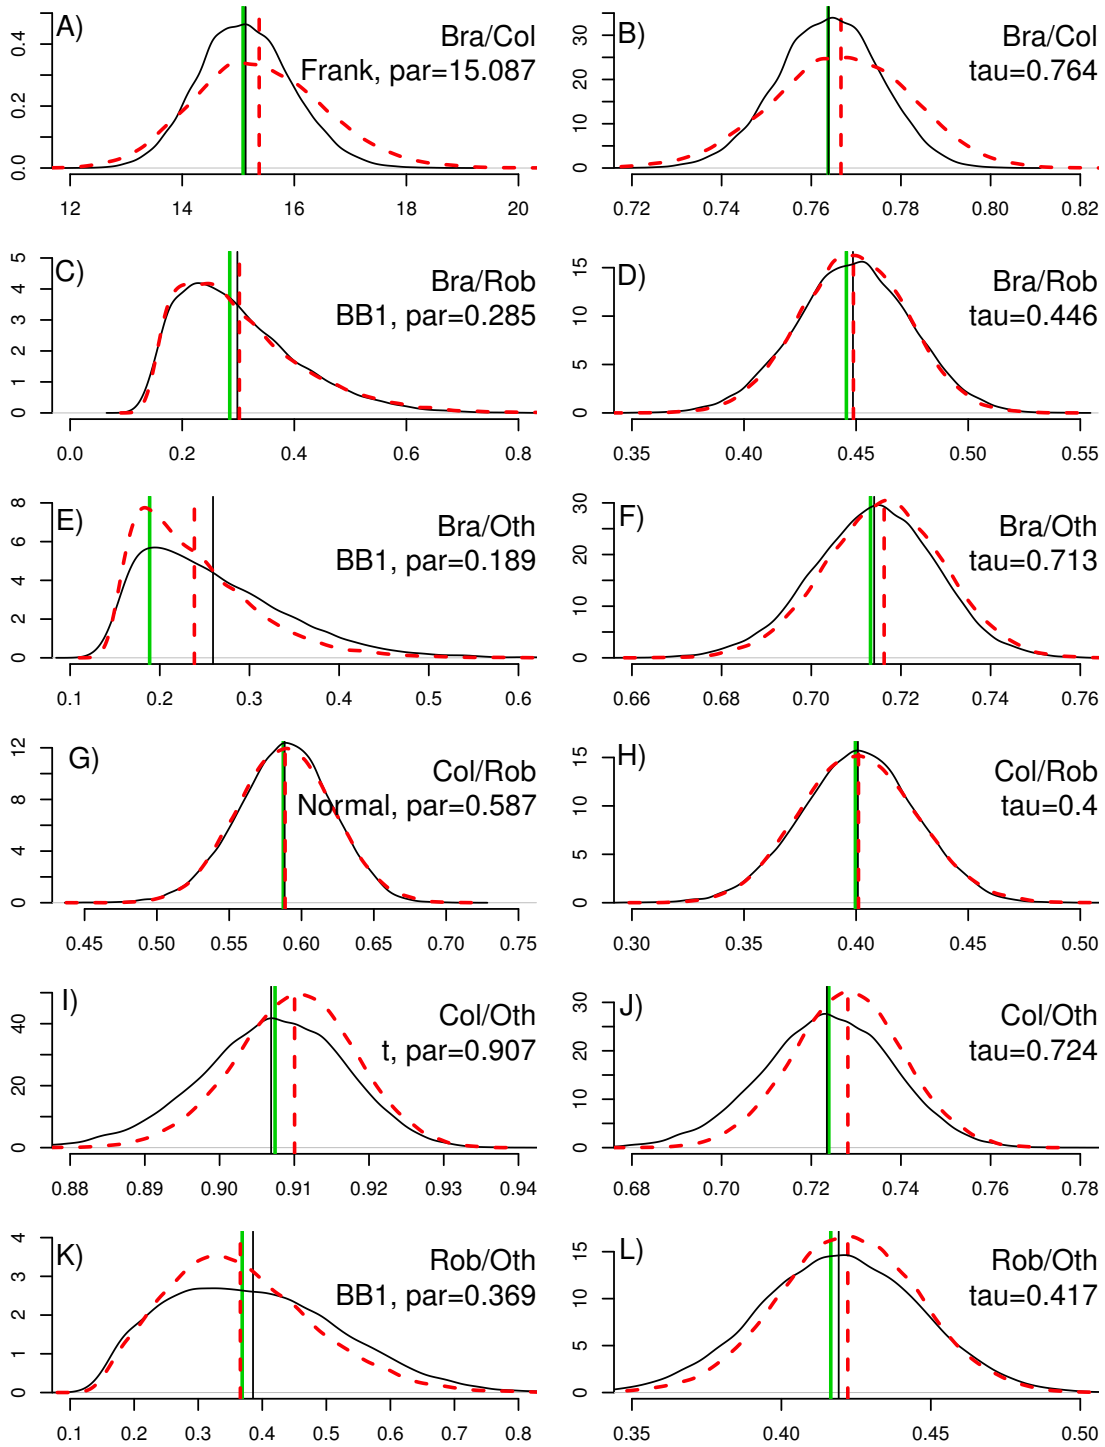 A)
Bra/Col
Frank, par=15.087
0.0 0.2 0.4
12 14 16 18 20
B)
Bra/Col
tau=0.764
0 10 20 30
0.72 0.74 0.76 0.78 0.80 0.82
C)
Bra/Rob
BB1, par=0.285
0 1 2 3 4 5
0.0 0.2 0.4 0.6 0.8
D)
Bra/Rob
tau=0.446
0 5 10 15
0.35 0.40 0.45 0.50 0.55
E)
Bra/Oth
BB1, par=0.189
0 2 4 6 8
0.1 0.2 0.3 0.4 0.5 0.6
F)
Bra/Oth
tau=0.713
0 10 20 30
0.66 0.68 0.70 0.72 0.74 0.76
G)
Col/Rob
Normal, par=0.587
0 4 8 12
0.45 0.50 0.55 0.60 0.65 0.70 0.75
H)
Col/Rob
tau=0.4
0 5 10 15
0.30 0.35 0.40 0.45 0.50
I)
Col/Oth
t, par=0.907
0 20 40
0.88 0.89 0.90 0.91 0.92 0.93 0.94
J)
Col/Oth
tau=0.724
0 10 20 30
0.68 0.70 0.72 0.74 0.76 0.78
K)
Rob/Oth
BB1, par=0.369
0 1 2 3 4
0.1 0.2 0.3 0.4 0.5 0.6 0.7 0.8
L)
Rob/Oth
tau=0.417
0 5 10 15
0.35 0.40 0.45 0.50